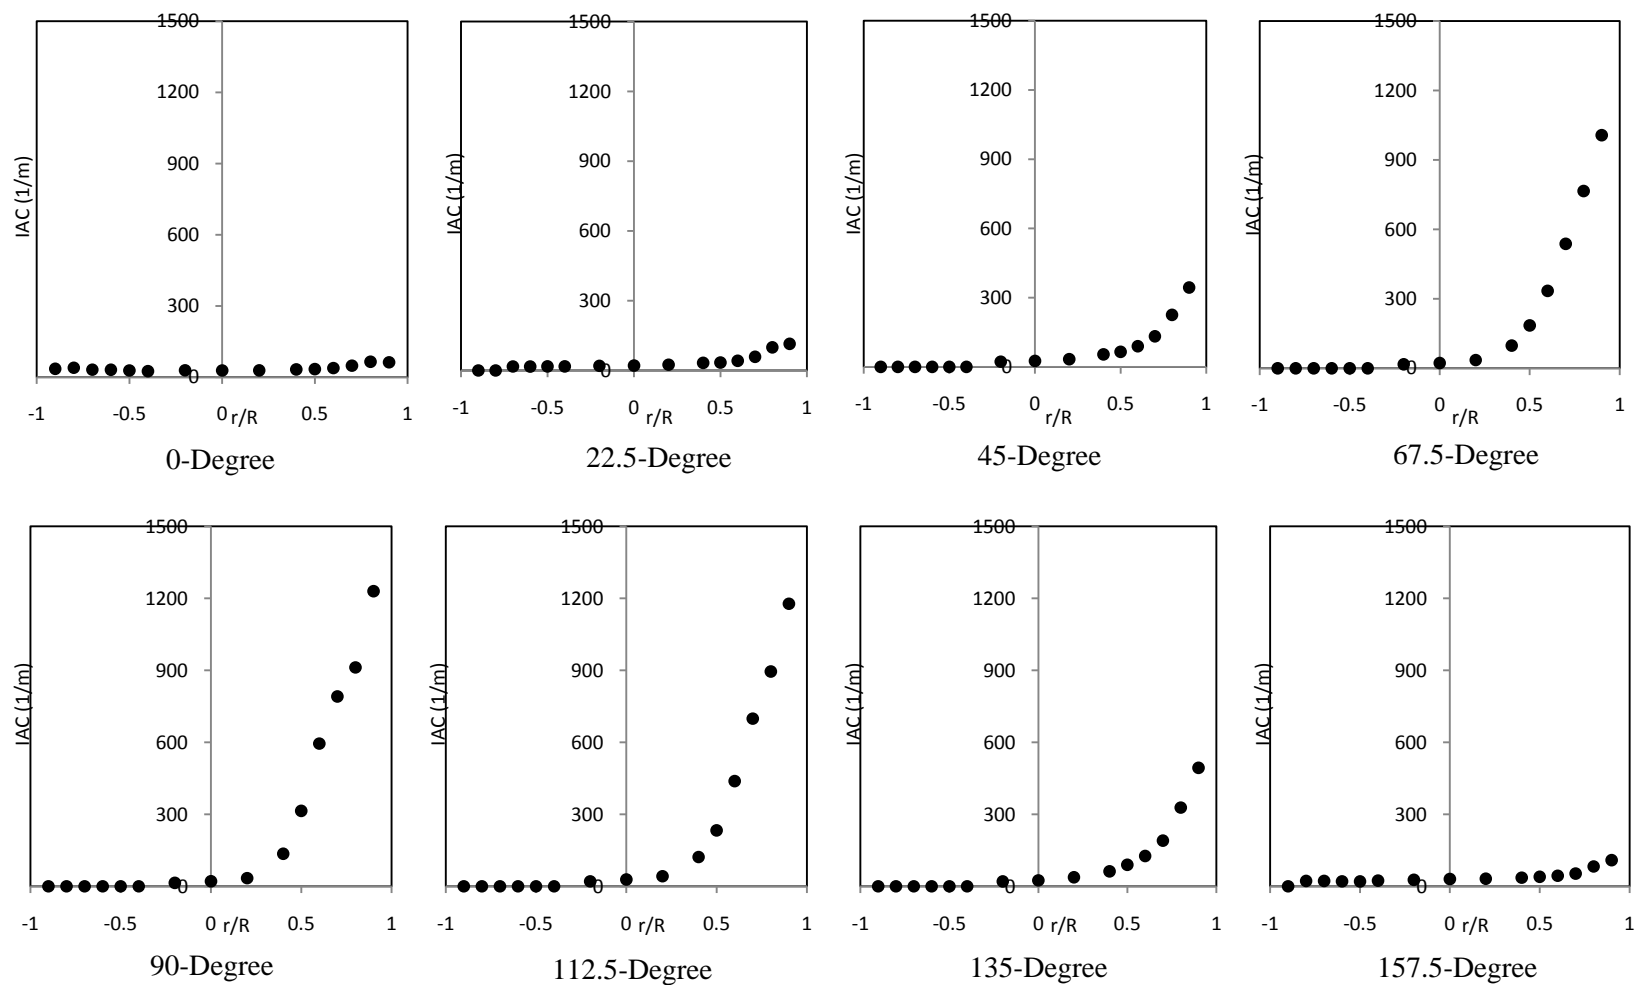 1500 1500 1500 1500
1200 1200 1200 1200
900 900 900 900
IAC (1/m) IAC (1/m) IAC (1/m) IAC (1/m)
600 600 600 600
300 300 300 300
0 0 0 0
-1 -0.5 0 r/R 0.5 1 -1 -0.5 0 r/R 0.5 1 -1 -0.5 0 r/R 0.5 1 -1 -0.5 0 r/R 0.5 1
0-Degree 22.5-Degree 45-Degree 67.5-Degree
1500 1500 1500 1500
1200 1200 1200 1200
900 900 900 900
IAC (1/m) IAC (1/m) IAC (1/m) IAC (1/m)
600 600 600 600
300 300 300 300
0 0 0 0
-1 -0.5 0 r/R 0.5 1 -1 -0.5 0 r/R 0.5 1 -1 -0.5 0 r/R 0.5 1 -1 -0.5 0 r/R 0.5 1
90-Degree 112.5-Degree 135-Degree 157.5-Degree